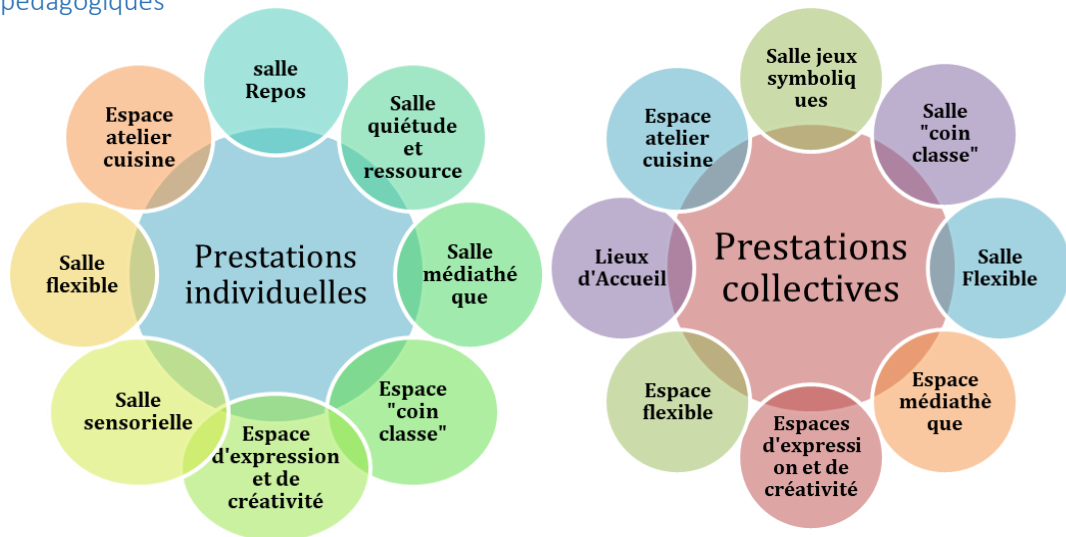 pédagogiques
salle
Repos
Salle
quiétude
et
ressource
Salle
médiathé
que
Espace
"coin
classe"
Espace
d'expression
et de
créativité
Salle
sensorielle
Salle
flexible
Espace
atelier
cuisine
Prestations
individuelles
Salle jeux
symboliq
ues
Salle
"coin
classe"
Salle
Flexible
Espace
médiathè
que
Espaces
d'expressi
on et de
créativité
Espace
flexible
Lieux
d'Accueil
Espace
atelier
cuisine
Prestations
collectives